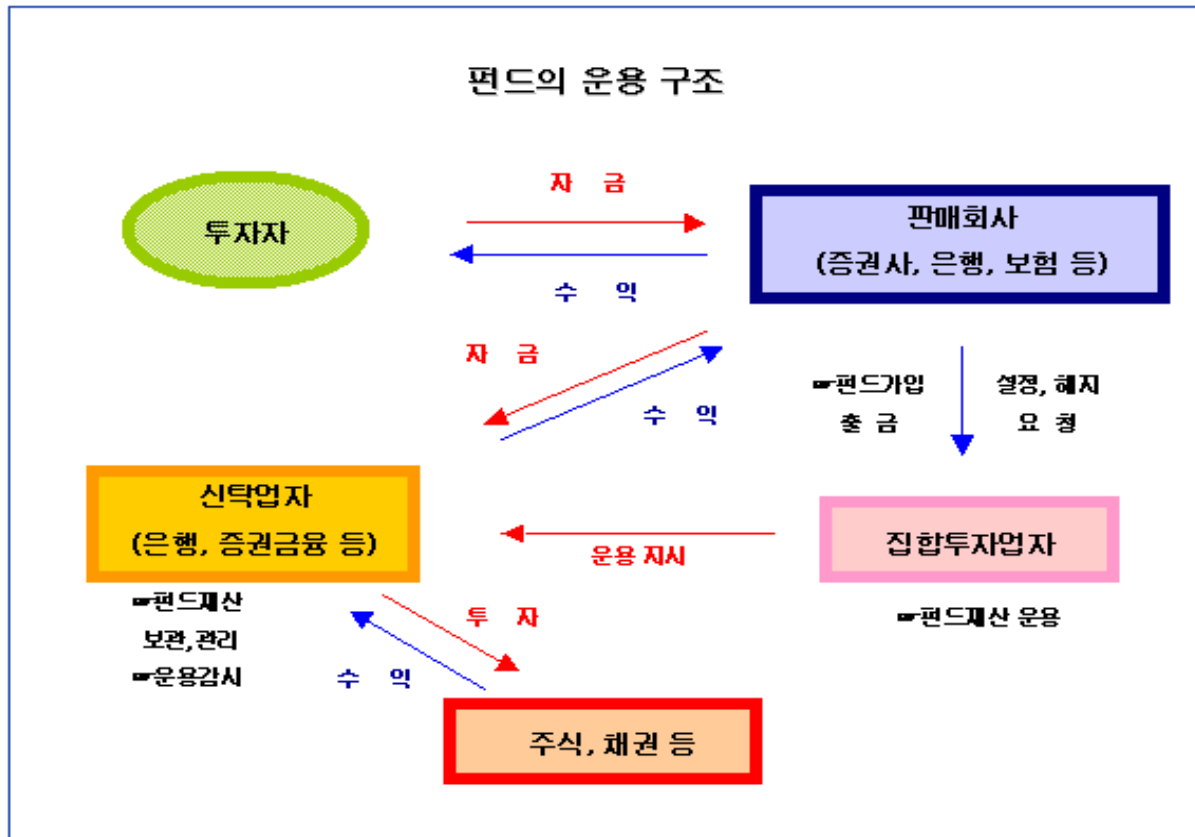 펀드의 운용 구조
자 금
투자자
판매회사
(증권사, 은행, 보험 등)
수 익
자 금
수 익
☞펀드가입
출 금
설정, 해지
요 청
신탁업자
(은행, 증권금융 등)
운용 지시
집합투자업자
☞펀드재산
보관,관리
☞운용감시
투 자
수 익
☞펀드재산 운용
주식, 채권 등